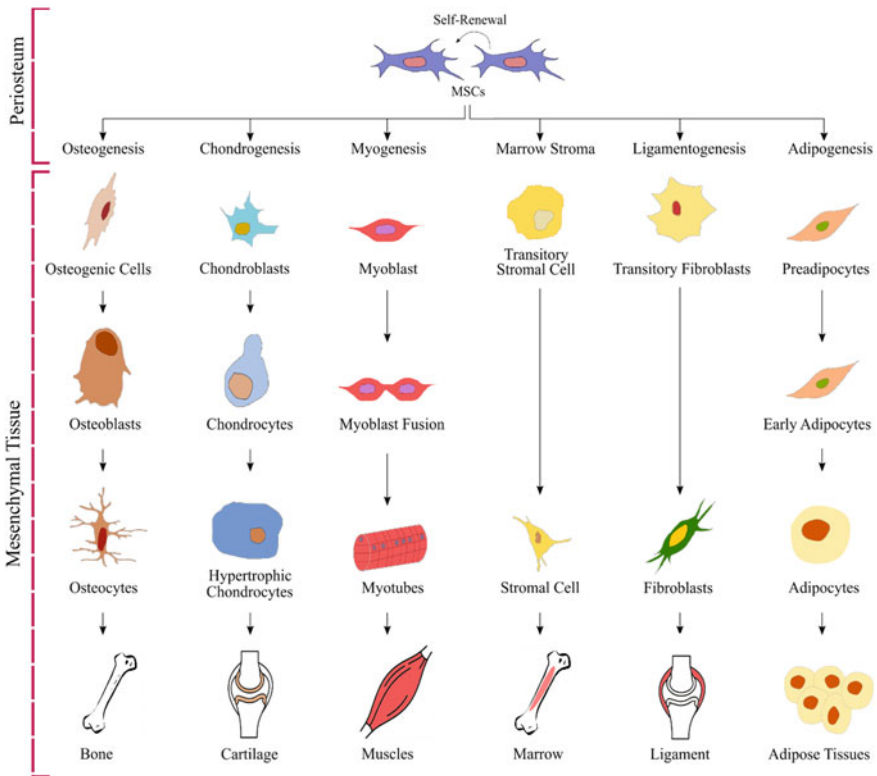 Self-Renewal
MSCs
Periosteum
Osteogenesis
Chondrogenesis
Myogenesis
Marrow Stroma
Ligamentogenesis
Adipogenesis
Mesenchymal Tissue
Osteogenic Cells
Chondroblasts
Myoblast
Transitory
Stromal Cell
Transitory Fibroblasts
Preadipocytes
Osteoblasts
Chondrocytes
Myoblast Fusion
Early Adipocytes
Osteocytes
Hypertrophic
Chondrocytes
Myotubes
Stromal Cell
Fibroblasts
Adipocytes
Bone
Cartilage
Muscles
Marrow
Ligament
Adipose Tissues